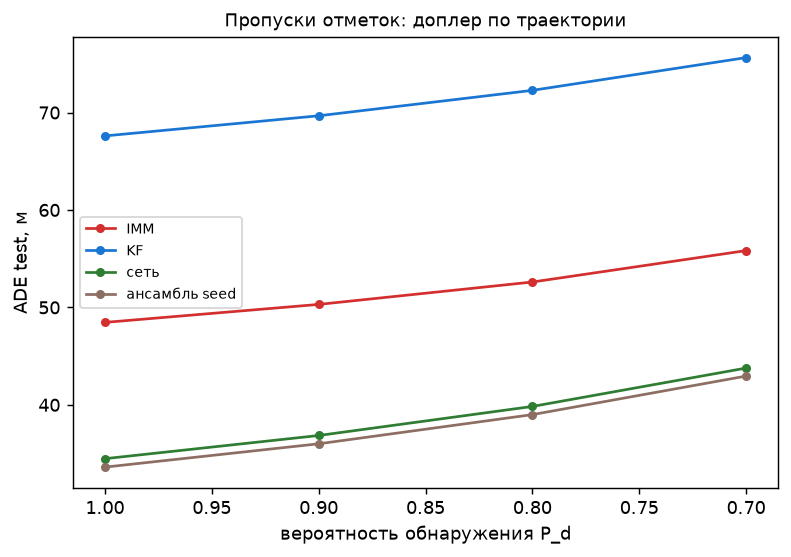 Пропуски отметок: доплер по траектории
ADE test, м
70
60
50
40
IMM
KF
сеть
ансамбль seed
1.00
0.95
0.90
0.85
0.80
0.75
0.70
вероятность обнаружения P_d